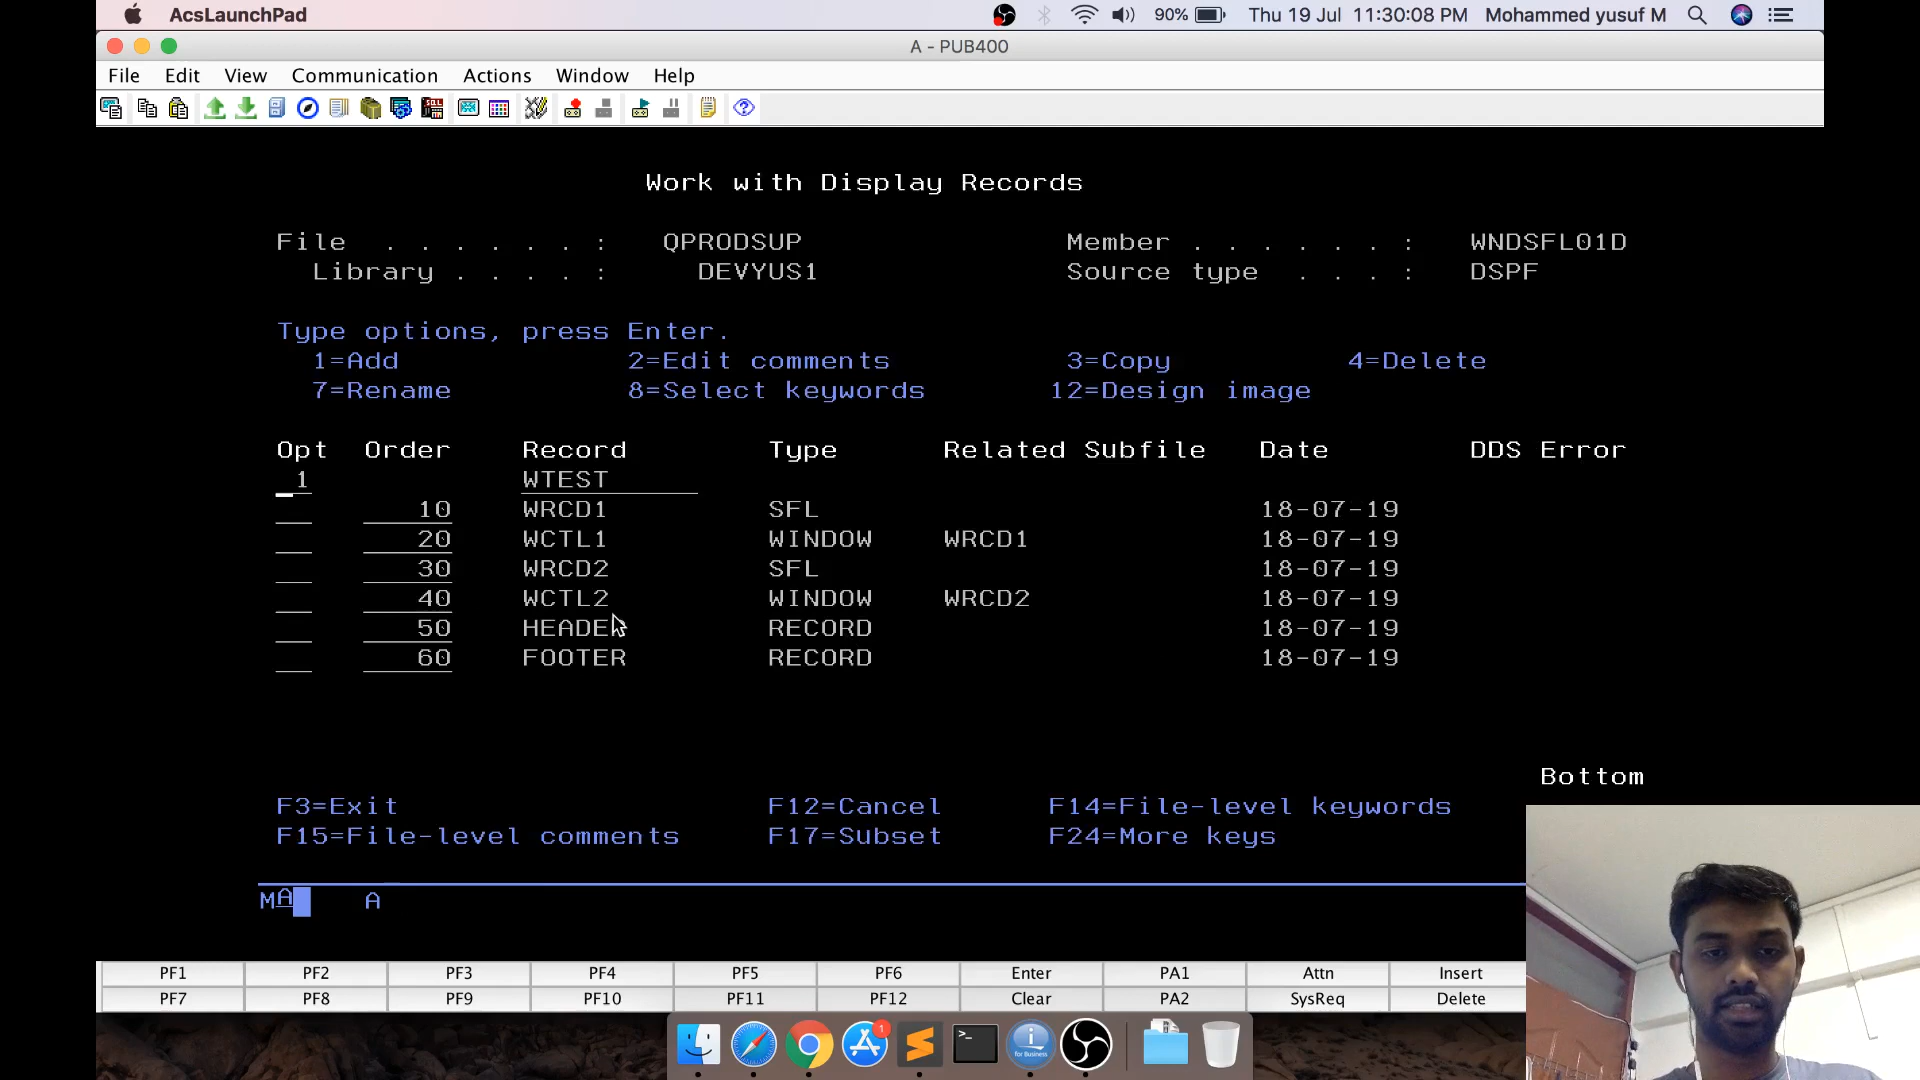 AcsLaunchPad 90% Thu 19 Jul 11:30:08 PM Mohammed yusuf M
A - PUB400
File Edit View Communication Actions Window Help
Work with Display Records
File . . . . . . : QPRODSUP Member . . . . . . : WNDSFL01D
Library . . . . : DEVYUS1 Source type . . . : DSPF
Type options, press Enter.
1=Add 2=Edit comments 3=Copy 4=Delete
7=Rename 8=Select keywords 12=Design image
Opt Order Record Type Related Subfile Date DDS Error
1 WTEST
10 WRCD1 SFL 18-07-19
20 WCTL1 WINDOW WRCD1 18-07-19
30 WRCD2 SFL 18-07-19
40 WCTL2 WINDOW WRCD2 18-07-19
50 HEADER RECORD 18-07-19
60 FOOTER RECORD 18-07-19
Bottom
F3=Exit F12=Cancel F14=File-level keywords
F15=File-level comments F17=Subset F24=More keys
MA A
PF1 PF2 PF3 PF4 PF5 PF6 Enter PA1 Attn Insert
PF7 PF8 PF9 PF10 PF11 PF12 Clear PA2 SysReq Delete
1
>_
i
for Business